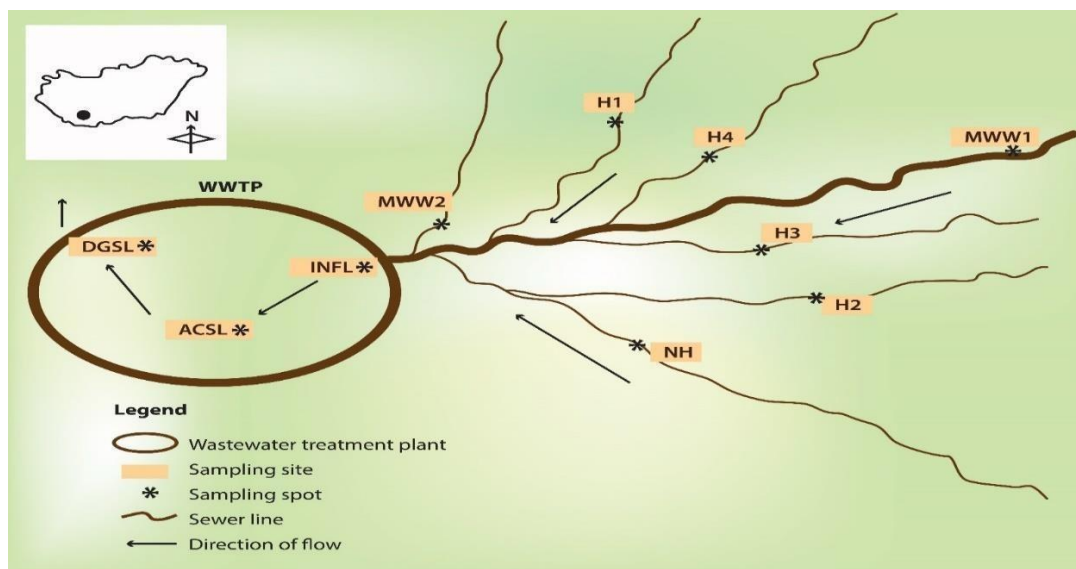 N
H1
H4
MWW1
WWTP
MWW2
DGSL
INFL
H3
ACSL
H2
NH
Legend
Wastewater treatment plant
Sampling site
Sampling spot
Sewer line
Direction of flow